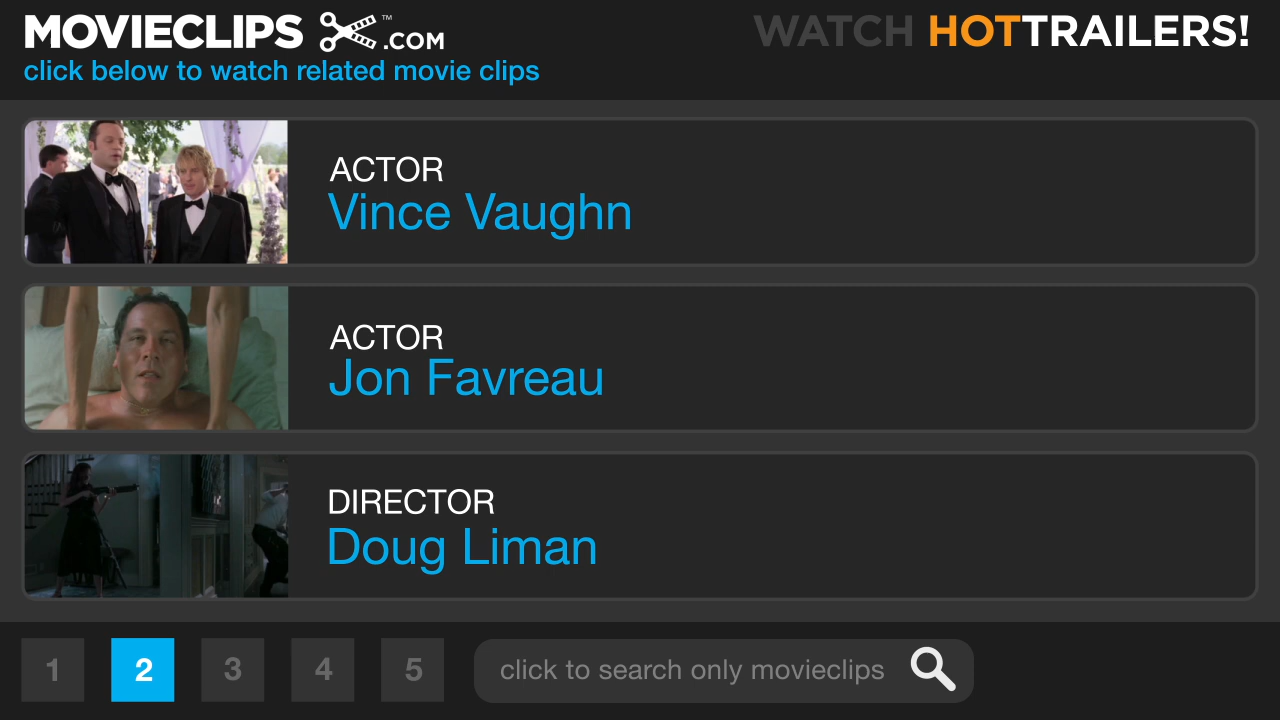 MOVIECLIPS ™ .COM
WATCH HOTTRAILERS!
click below to watch related movie clips
ACTOR
Vince Vaughn
ACTOR
Jon Favreau
DIRECTOR
Doug Liman
1 2 3 4 5 click to search only movieclips